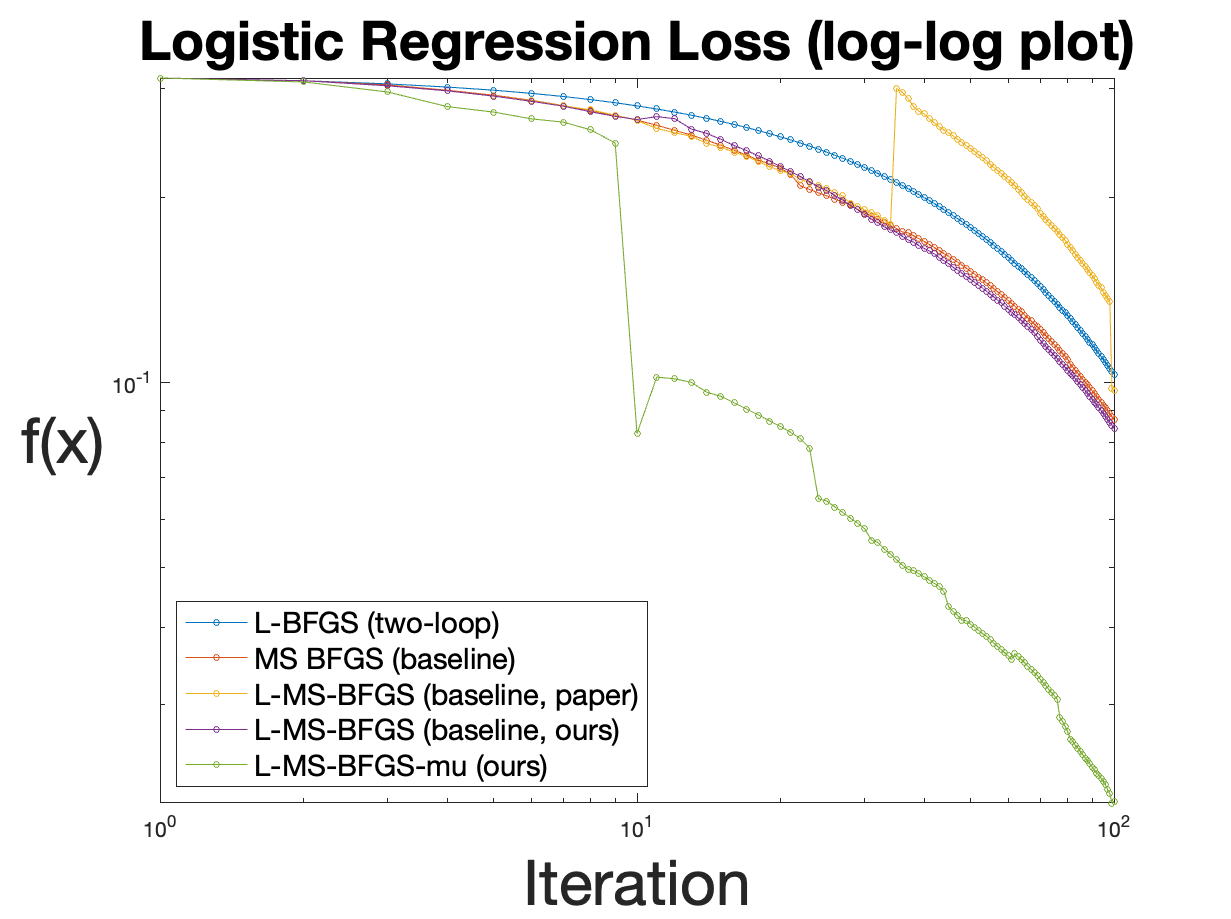 Logistic Regression Loss (log-log plot)
10^-1
f(x)
L-BFGS (two-loop)
MS BFGS (baseline)
L-MS-BFGS (baseline, paper)
L-MS-BFGS (baseline, ours)
L-MS-BFGS-mu (ours)
10^0 10^1 10^2
Iteration